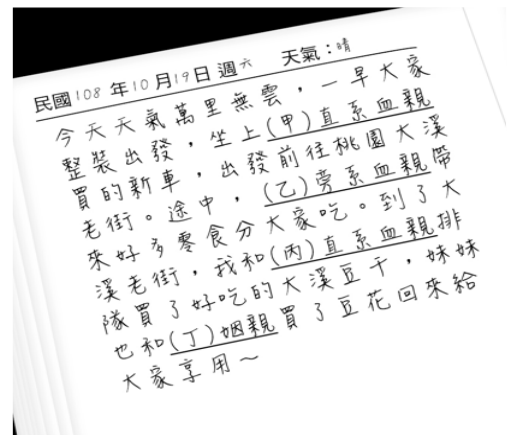 民國108年10月19日 週六 天氣：晴
今天天氣萬里無雲，一早大家
整裝出發，坐上(甲)直系血親
買的新車，出發前往桃園大溪
老街。途中，(乙)旁系血親帶
來好多零食分大家吃。到了大
溪老街，我和(丙)直系血親排
隊買了好吃的大溪豆干，妹妹
也和(丁)姻親買了豆花回來給
大家享用～